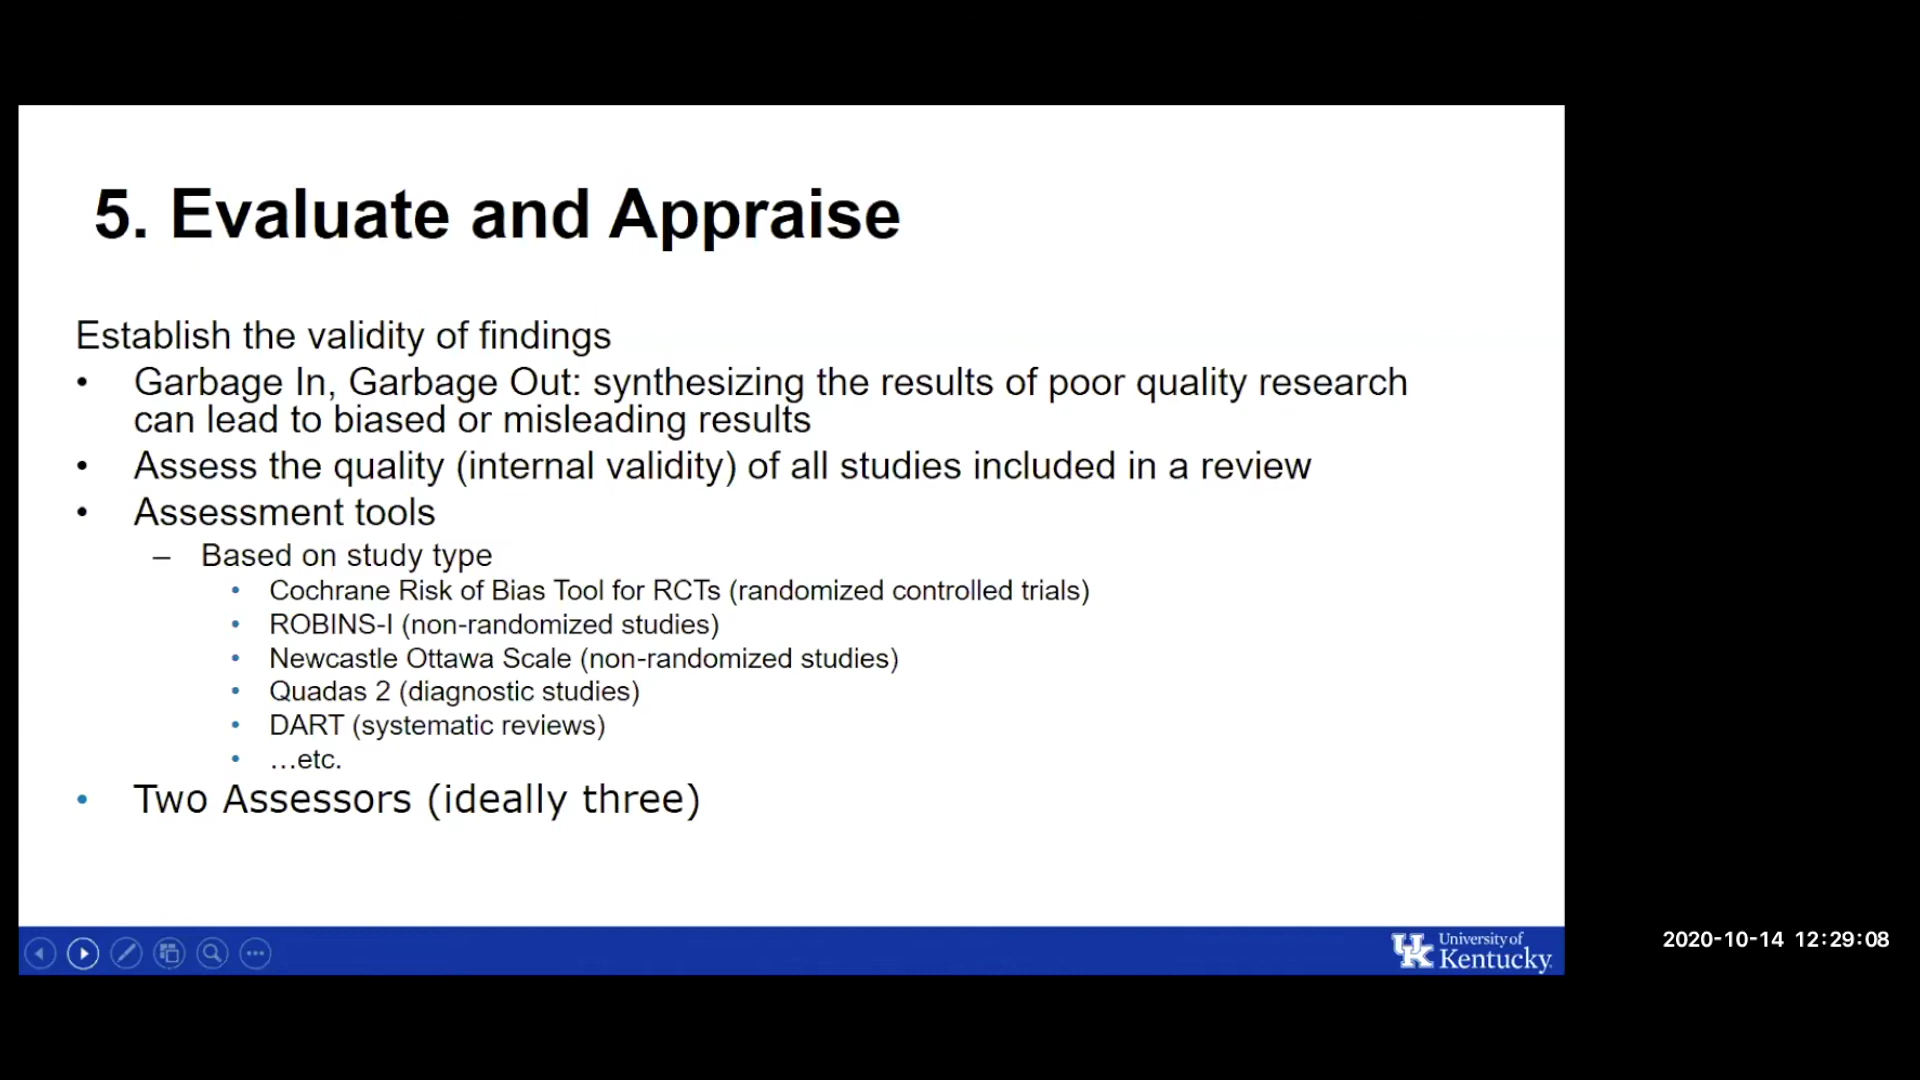 5. Evaluate and Appraise
Establish the validity of findings
• Garbage In, Garbage Out: synthesizing the results of poor quality research
can lead to biased or misleading results
• Assess the quality (internal validity) of all studies included in a review
• Assessment tools
– Based on study type
• Cochrane Risk of Bias Tool for RCTs (randomized controlled trials)
• ROBINS-I (non-randomized studies)
• Newcastle Ottawa Scale (non-randomized studies)
• Quadas 2 (diagnostic studies)
• DART (systematic reviews)
• …etc.
• Two Assessors (ideally three)
UK University of
Kentucky
2020-10-14 12:29:08